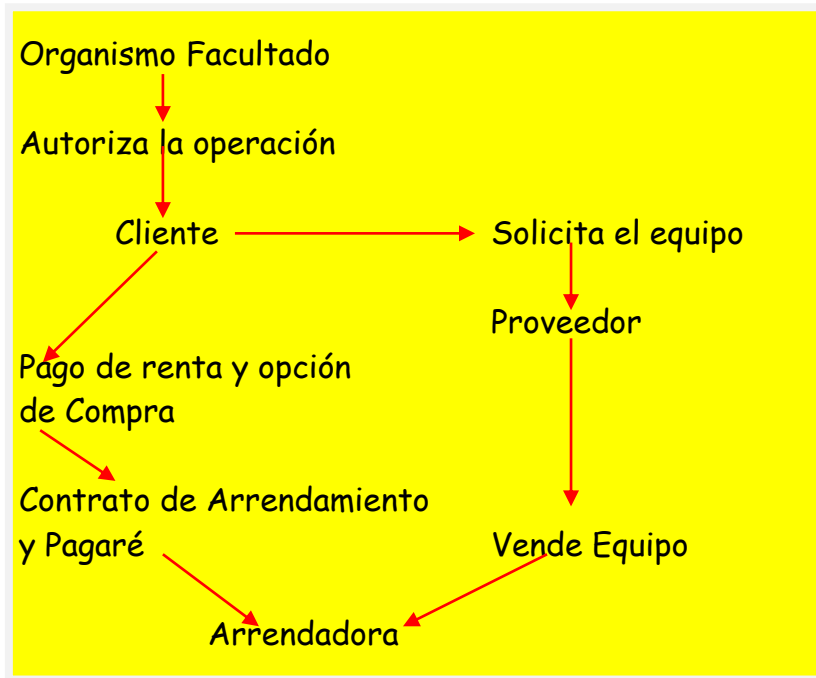 Organismo Facultado
Autoriza la operación
Cliente
Solicita el equipo
Proveedor
Pago de renta y opción
de Compra
Contrato de Arrendamiento
y Pagaré
Vende Equipo
Arrendadora